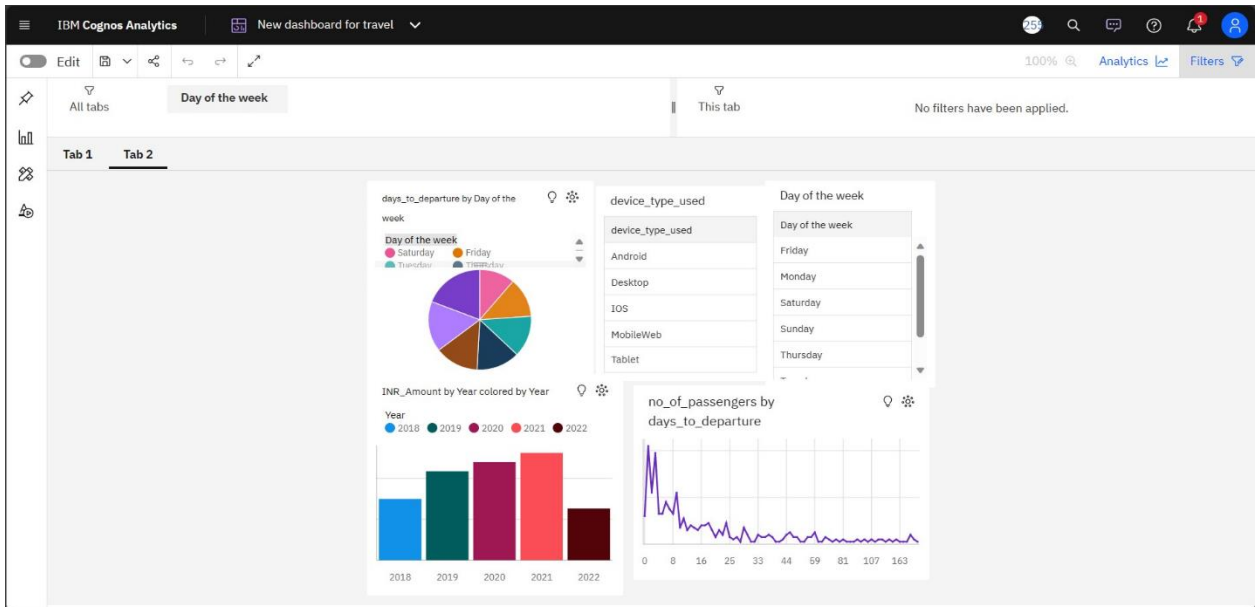 IBM Cognos Analytics
New dashboard for travel
1
Edit
100%
Analytics
Filters
All tabs
Day of the week
This tab
No filters have been applied.
Tab 1
Tab 2
days_to_departure by Day of the
week
Day of the week
Saturday
Friday
Tuesday
device_type_used
device_type_used
Android
Desktop
IOS
MobileWeb
Tablet
Day of the week
Day of the week
Friday
Monday
Saturday
Sunday
Thursday
INR_Amount by Year colored by Year
Year
2018 2019 2020 2021 2022
2018 2019 2020 2021 2022
no_of_passengers by
days_to_departure
0 8 16 25 33 44 59 81 107 163